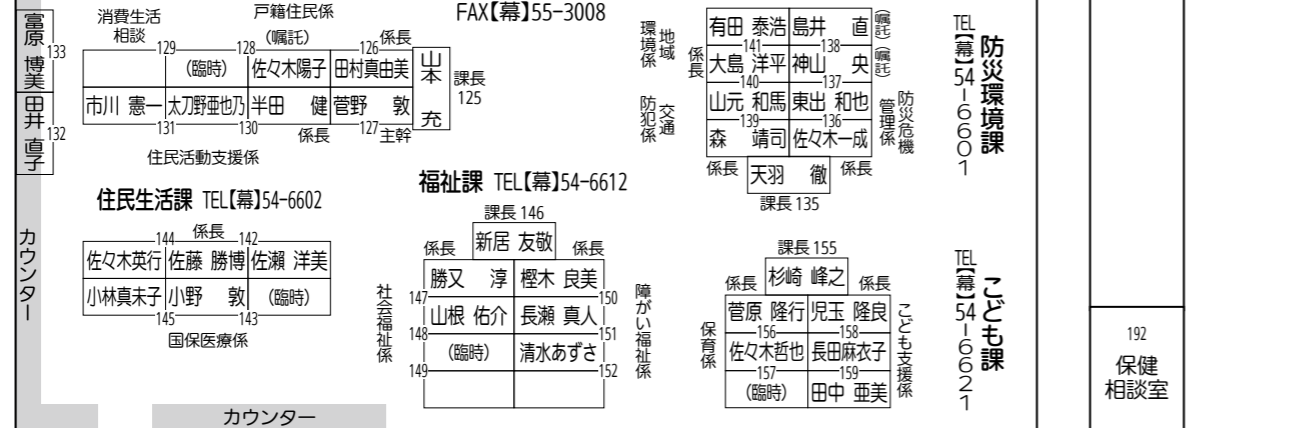 富原 博美
133
田井 直子
132
カウンター
消費生活
相談
戸籍住民係
(嘱託)
129
128
126
係長
(臨時)
佐々木陽子
田村真由美
山本 充
課長
125
市川 憲一
太刀野亜也乃
半田 健
菅野 敦
131
130
係長
127
主幹
住民活動支援係
住民生活課 TEL【幕】54-6602
144
係長
142
佐々木英行
佐藤 勝博
佐瀬 洋美
小林真未子
小野 敦
(臨時)
145
143
国保医療係
カウンター
FAX【幕】55-3008
福祉課 TEL【幕】54-6612
課長 146
係長
新居 友敬
係長
社会福祉係
勝又 淳
樫木 良美
147
150
山根 佑介
長瀬 真人
148
151
(臨時)
清水あずさ
149
152
障がい福祉係
地域
環境係
係長
交通
防犯係
有田 泰浩
島井 直
(嘱託)
141
138
大島 洋平
神山 央
(嘱託)
140
137
山元 和馬
東出 和也
139
136
森 靖司
佐々木一成
防災危機
管理係
係長
天羽 徹
係長
課長 135
防災環境課
TEL【幕】54-6601
課長 155
係長
杉崎 峰之
係長
保育係
菅原 隆行
児玉 隆良
156
158
佐々木哲也
長田麻衣子
157
159
(臨時)
田中 亜美
こども支援係
こども課
TEL【幕】54-6621
192
保健
相談室